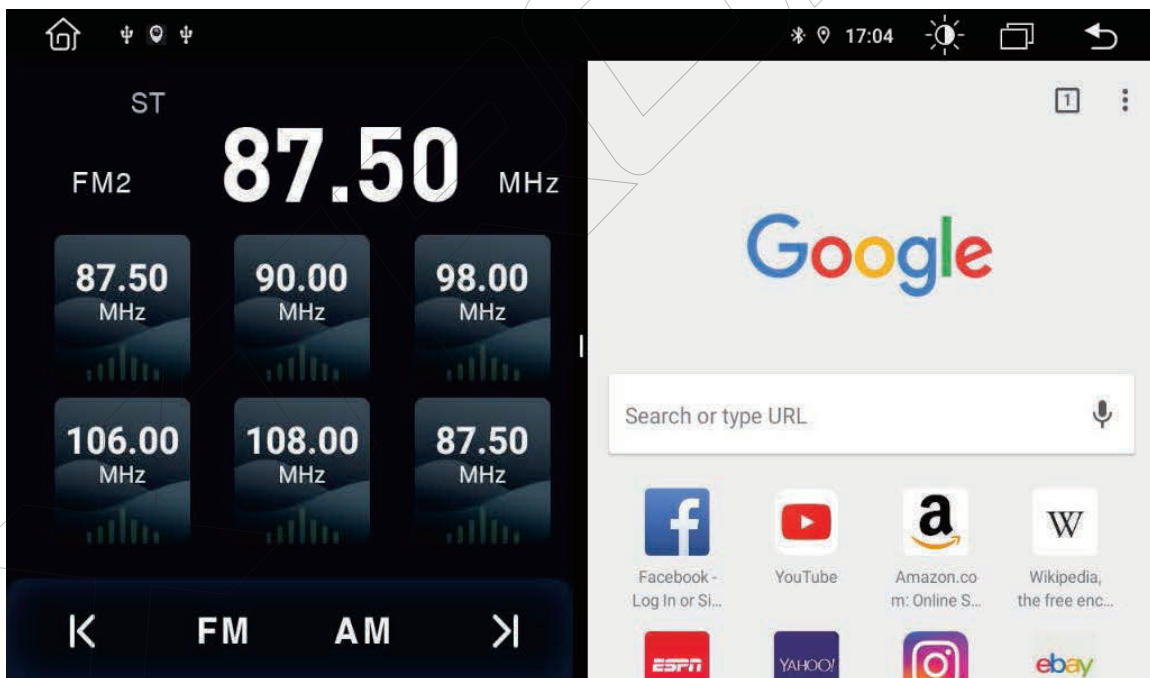 17:04
ST
FM2 87.50 MHz
87.50 MHz
90.00 MHz
98.00 MHz
106.00 MHz
108.00 MHz
87.50 MHz
FM AM
1
Google
Search or type URL
f
Facebook -
Log In or Si...
YouTube
a
Amazon.co
m: Online S...
W
Wikipedia,
the free enc...
ESPN
YAHOO!
ebay